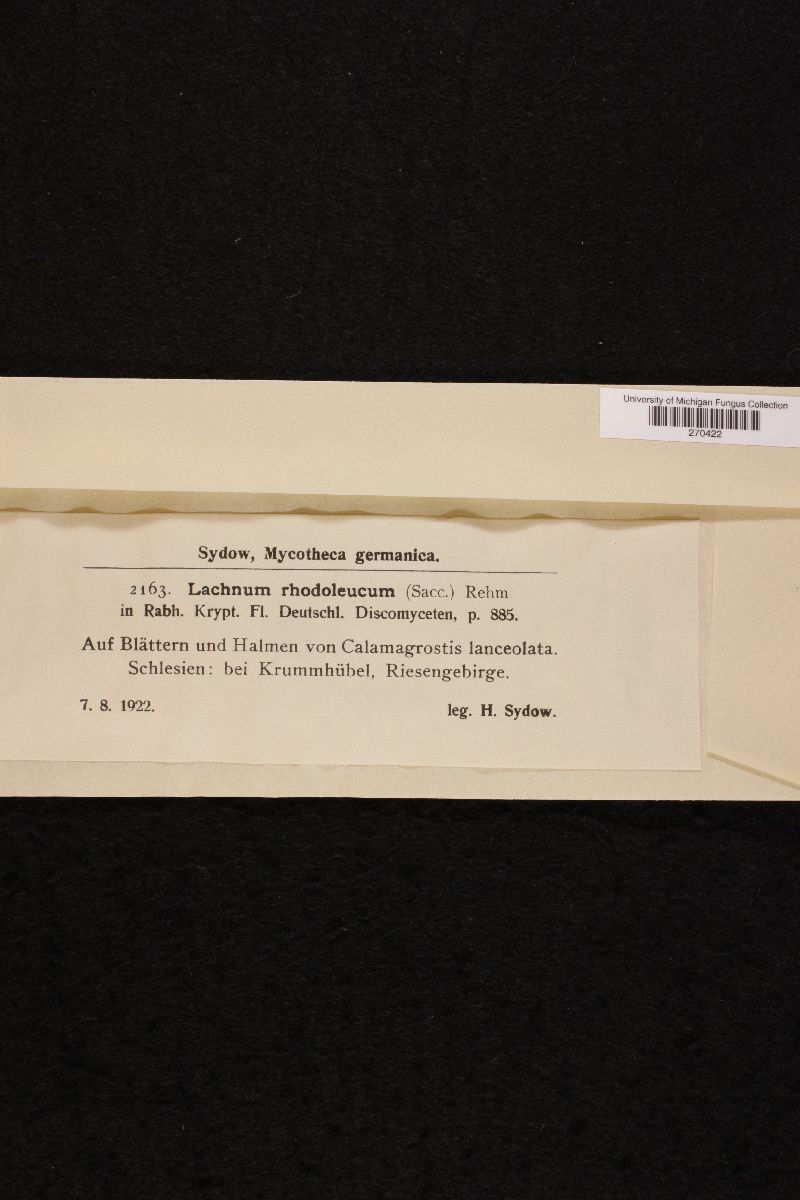 University of Michigan Fungus Collection
270422
Sydow, Mycotheca germanica.
2163. Lachnum rhodoleucum (Sacc.) Rehm
in Rabh. Krypt. Fl. Deutschl. Discomyceten, p. 885.
Auf Blättern und Halmen von Calamagrostis lanceolata.
Schlesien: bei Krummhübel, Riesengebirge.
7. 8. 1922. leg. H. Sydow.